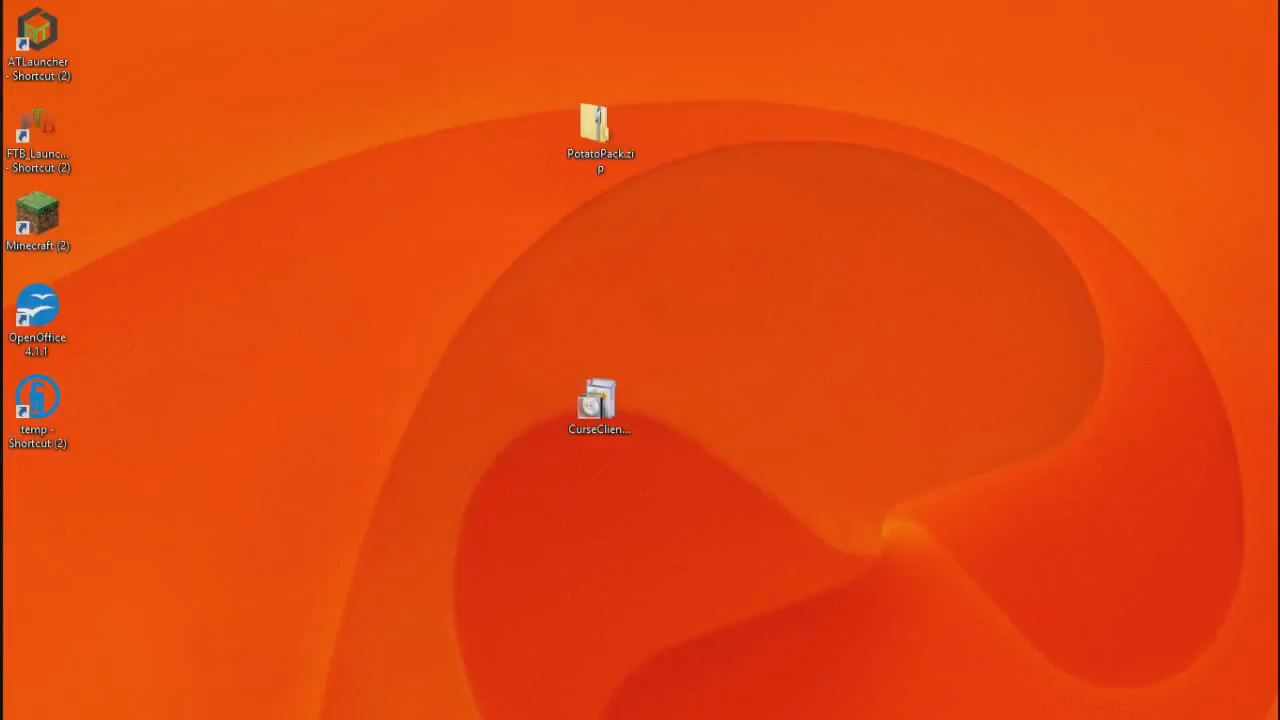 ATLauncher
- Shortcut (2)
FTB_Launc...
- Shortcut (2)
Minecraft (2)
OpenOffice
4.1.1
temp -
Shortcut (2)
PotatoPack.zi
p
CurseClien...